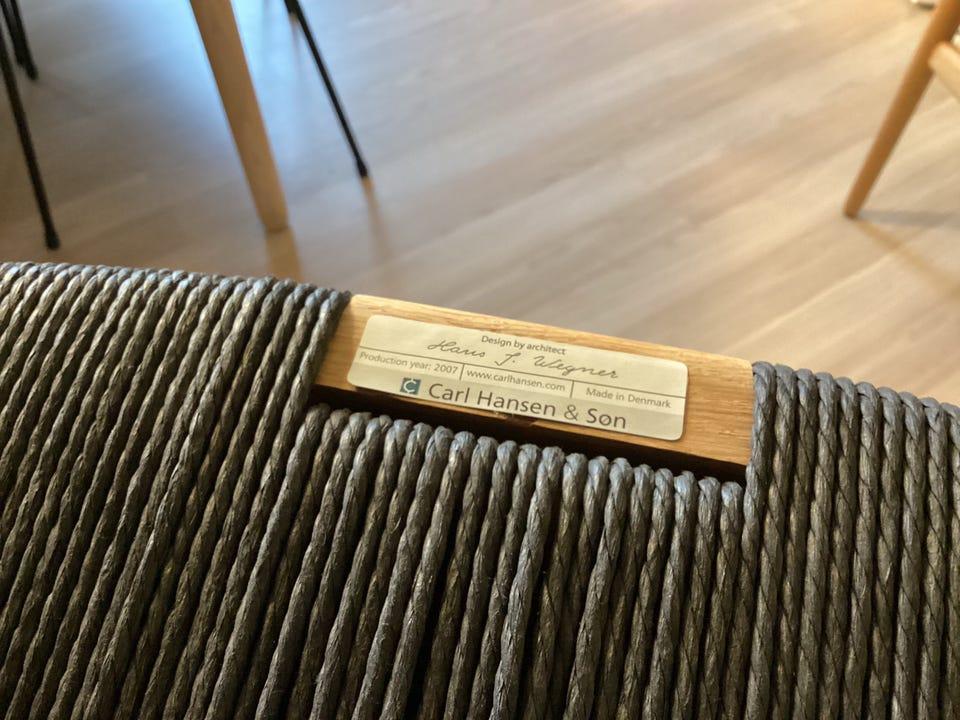 Design by architect
Hans J. Wegner
Production year: 2007 | www.carlhansen.com | Made in Denmark
Carl Hansen & Søn